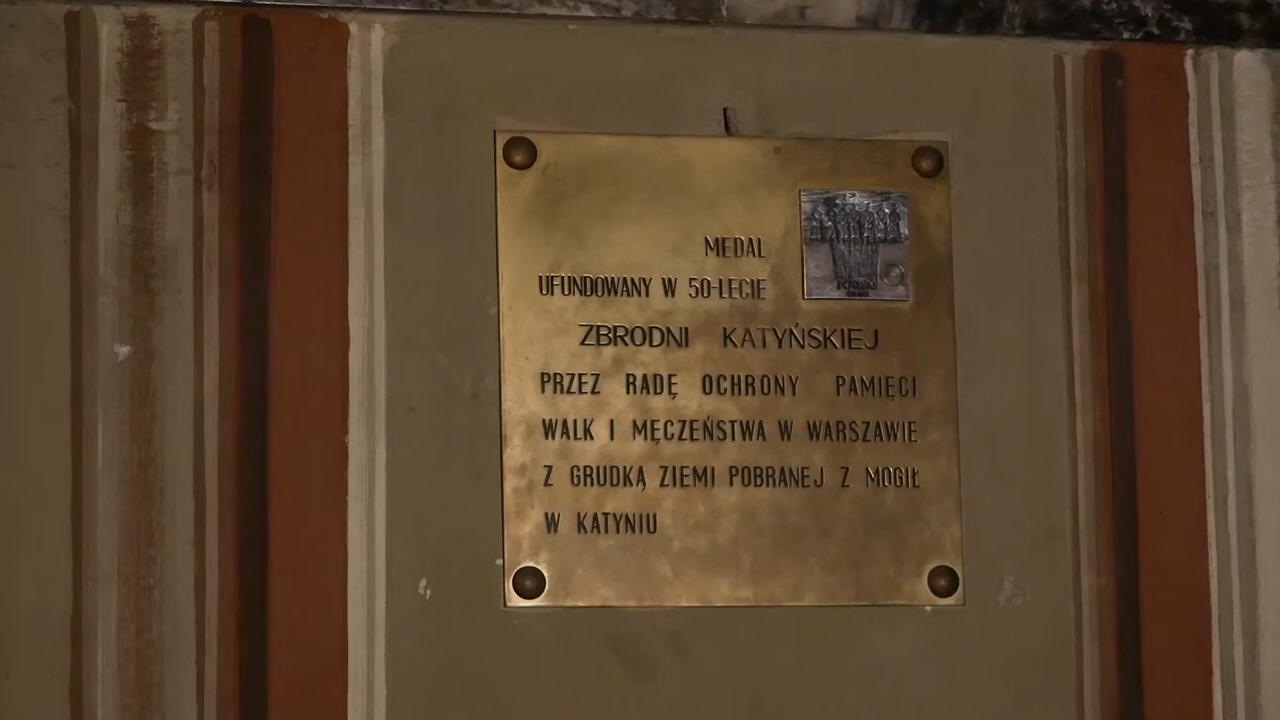 MEDAL
UFUNDOWANY W 50-LECIE
ZBRODNI KATYŃSKIEJ
PRZEZ RADĘ OCHRONY PAMIĘCI
WALK I MĘCZEŃSTWA W WARSZAWIE
Z GRUDKĄ ZIEMI POBRANEJ Z MOGIŁ
W KATYNIU